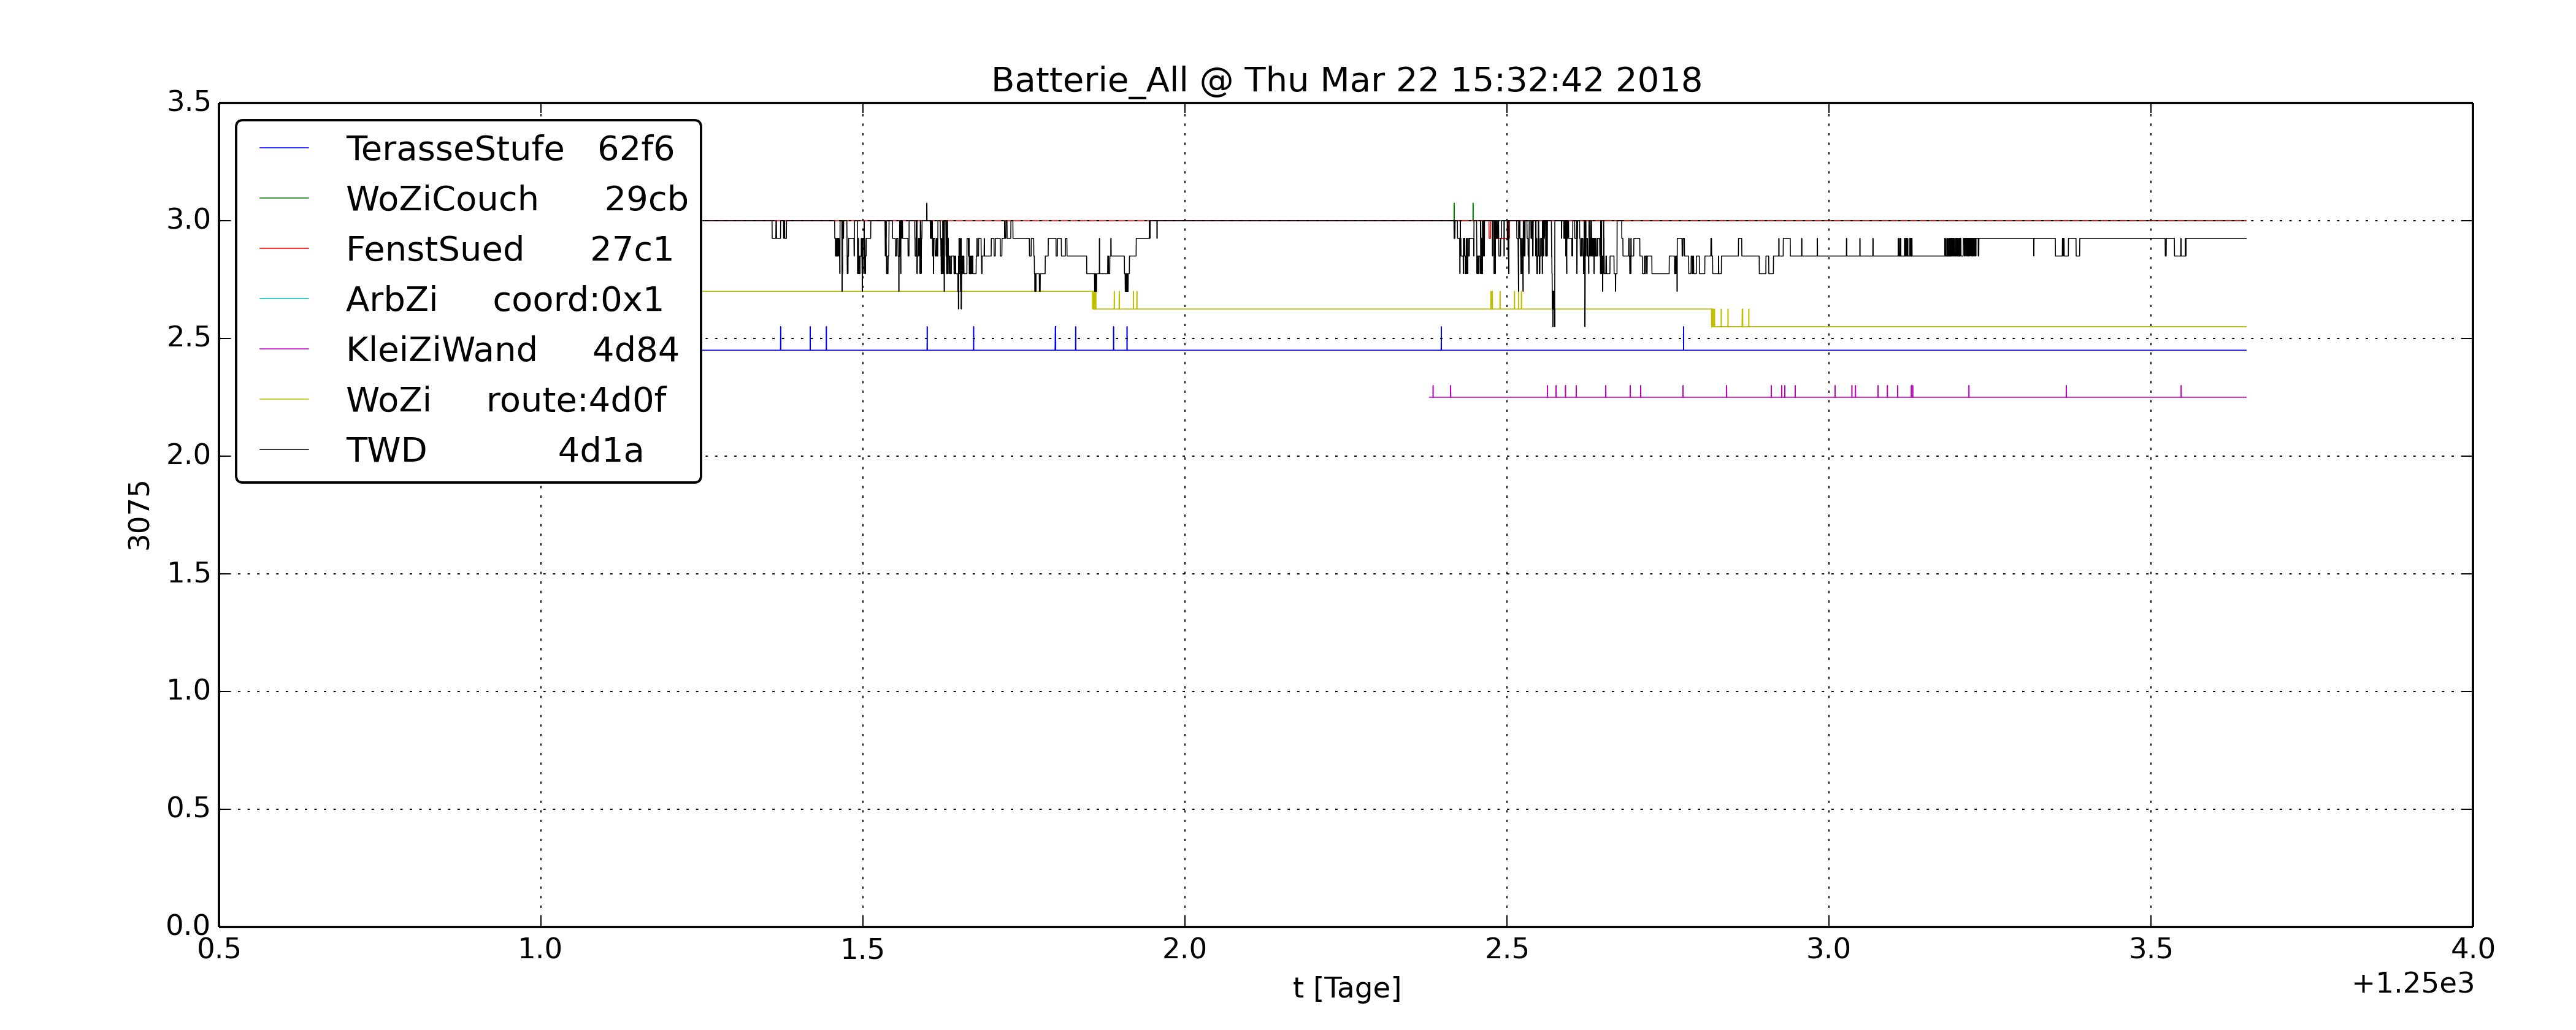 Batterie_All @ Thu Mar 22 15:32:42 2018
3.5
3.0
2.5
2.0
1.5
1.0
0.5
0.0
3075
TerasseStufe 62f6
WoZiCouch 29cb
FenstSued 27c1
ArbZi coord:0x1
KleiZiWand 4d84
WoZi route:4d0f
TWD 4d1a
0.5 1.0 1.5 2.0 2.5 3.0 3.5 4.0
t [Tage]
+1.25e3